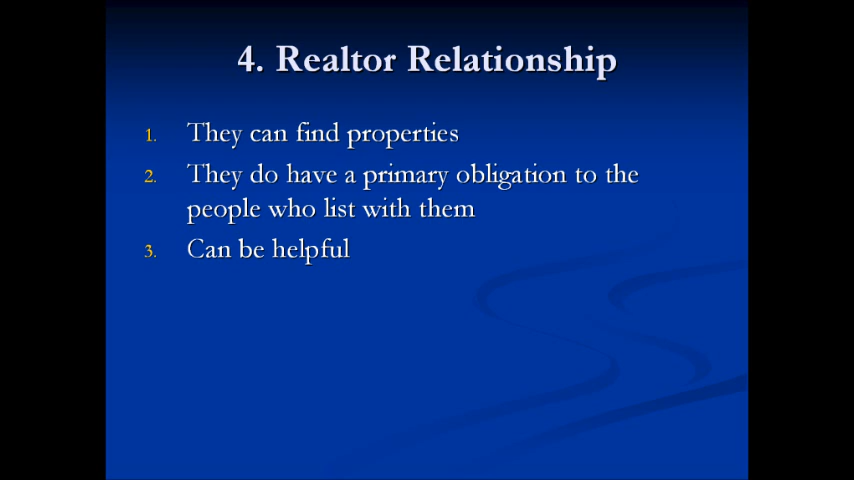 4. Realtor Relationship
1. They can find properties
2. They do have a primary obligation to the
people who list with them
3. Can be helpful